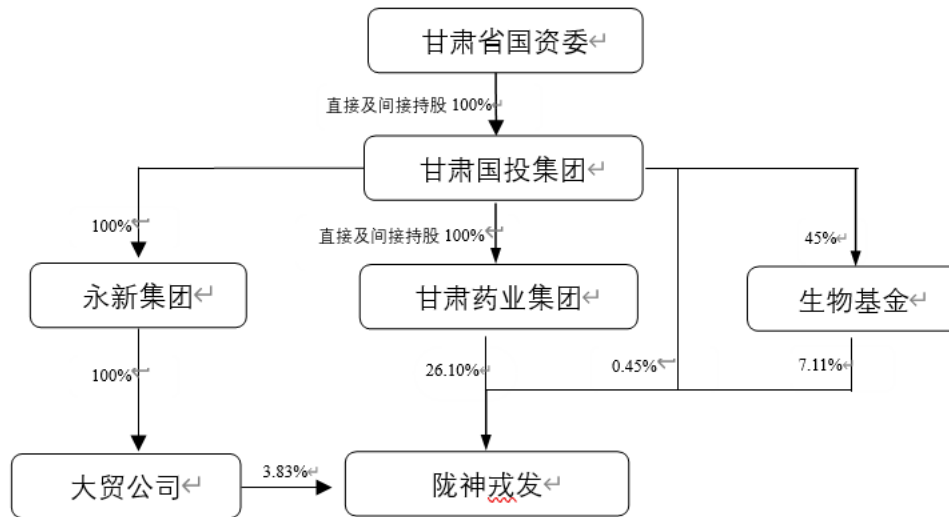 甘肃省国资委
直接及间接持股 100%
甘肃国投集团
100%
直接及间接持股 100%
45%
永新集团
甘肃药业集团
生物基金
100%
26.10%
0.45%
7.11%
大贸公司
3.83%
陇神戎发